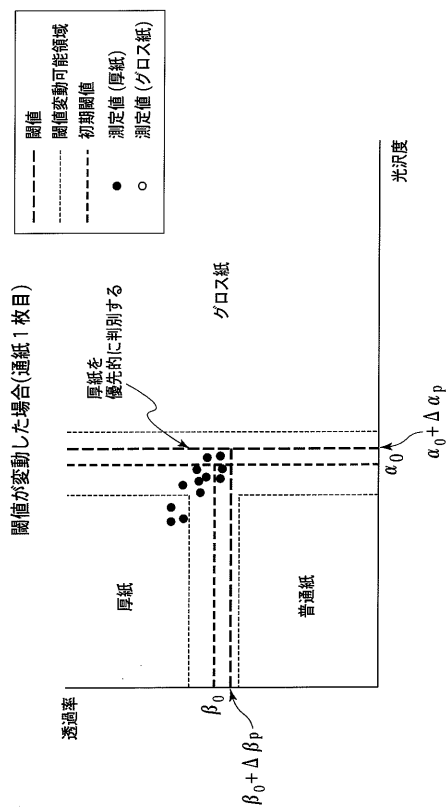 閾値が変動した場合(通紙1枚目)
閾値
閾値変動可能領域
初期閾値
測定値(厚紙)
測定値(グロス紙)
透過率
厚紙
厚紙を
優先的に判別する
グロス紙
普通紙
β0
β0+Δβp
α0
α0+Δαp
光沢度